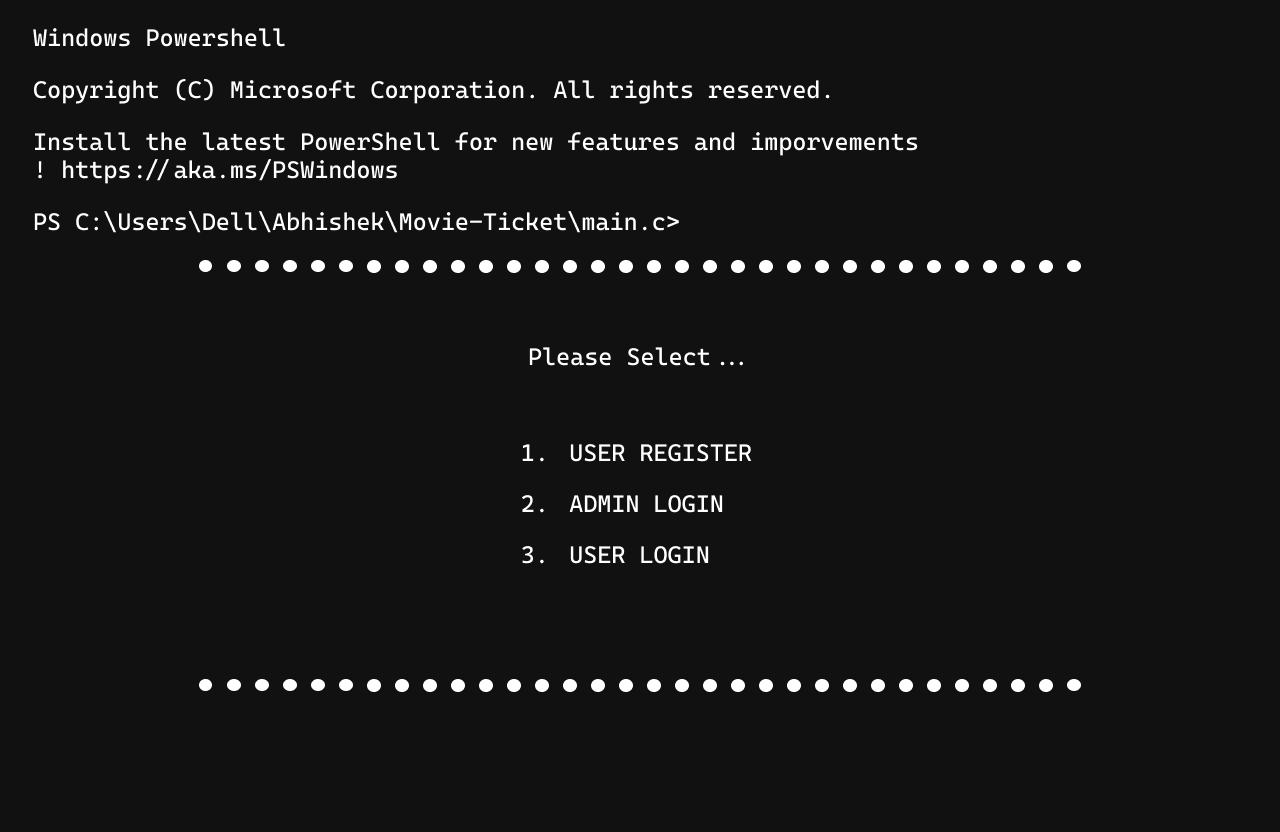 Windows Powershell
Copyright (C) Microsoft Corporation. All rights reserved.
Install the latest PowerShell for new features and imporvements
! https://aka.ms/PSWindows
PS C:\Users\Dell\Abhishek\Movie-Ticket\main.c>
Please Select...
1. USER REGISTER
2. ADMIN LOGIN
3. USER LOGIN